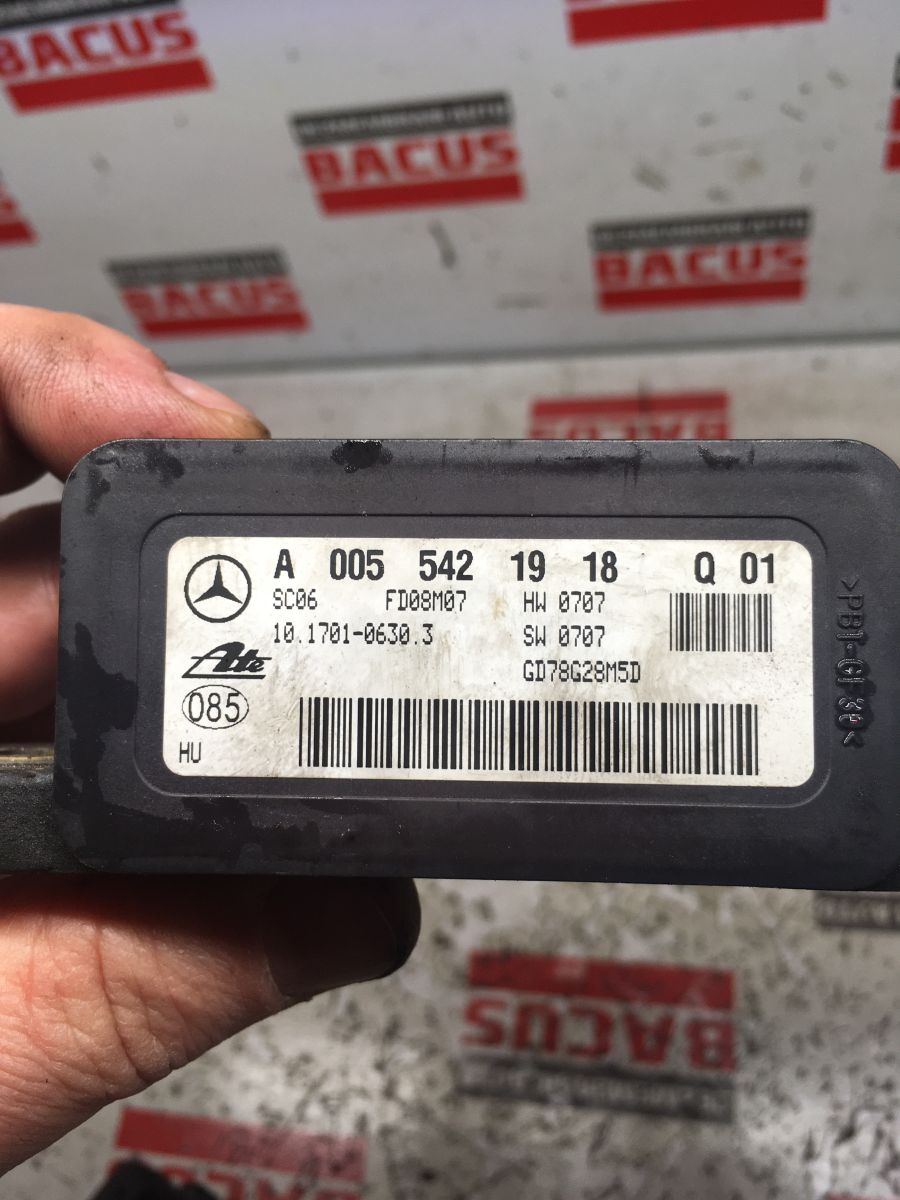 BACUS
BACUS
BACUS
BACUS
A 005 542 19 18 Q 01
SC06 FD08M07 HW 0707
10.1701-0630.3 SW 0707
GD78G28M5D
Ate
085
HU
BACUS
BACUS